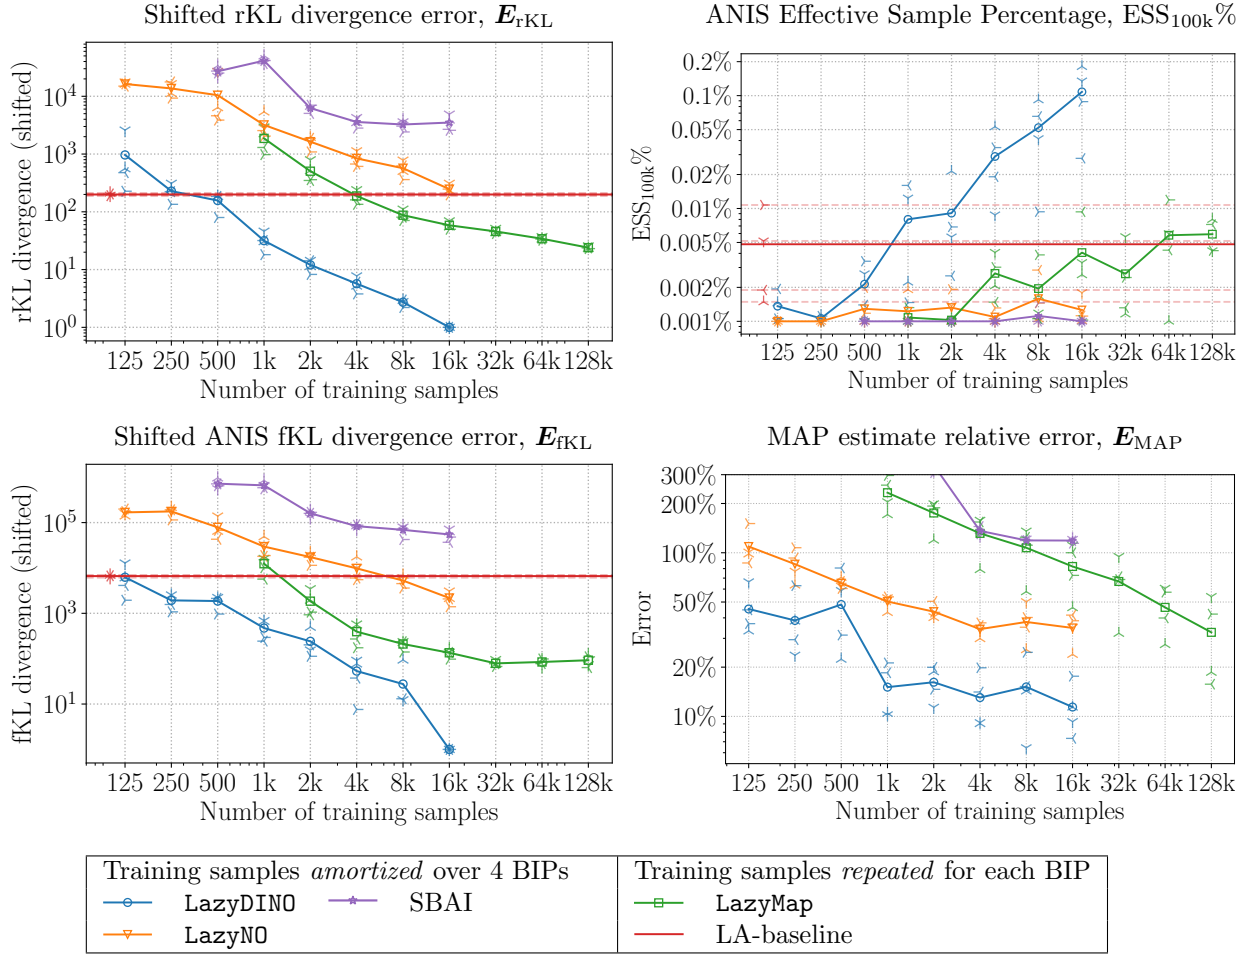 Shifted rKL divergence error, E_rKL
rKL divergence (shifted)
10^4
10^3
10^2
10^1
10^0
125 250 500 1k 2k 4k 8k 16k 32k 64k 128k
Number of training samples
ANIS Effective Sample Percentage, ESS_100k%
ESS_100k%
0.2%
0.1%
0.05%
0.02%
0.01%
0.005%
0.002%
0.001%
125 250 500 1k 2k 4k 8k 16k 32k 64k 128k
Number of training samples
Shifted ANIS fKL divergence error, E_fKL
fKL divergence (shifted)
10^5
10^3
10^1
125 250 500 1k 2k 4k 8k 16k 32k 64k 128k
Number of training samples
MAP estimate relative error, E_MAP
Error
300%
200%
100%
50%
20%
10%
125 250 500 1k 2k 4k 8k 16k 32k 64k 128k
Number of training samples
Training samples amortized over 4 BIPs
LazyDINO
SBAI
LazyNO
Training samples repeated for each BIP
LazyMap
LA-baseline